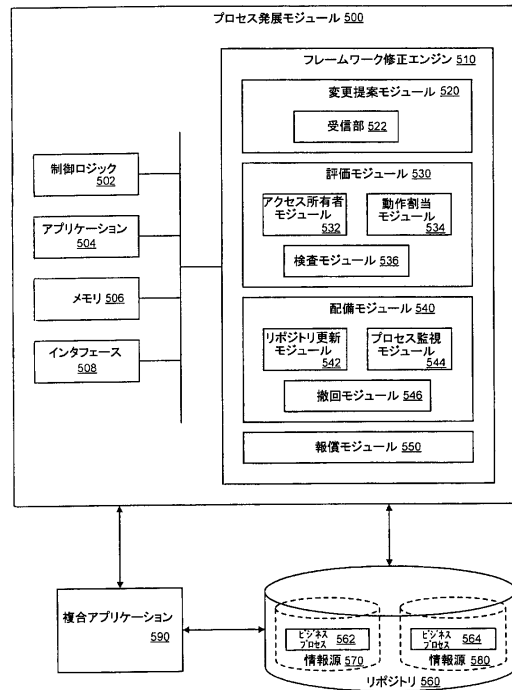 プロセス発展モジュール 500
フレームワーク修正エンジン 510
変更提案モジュール 520
受信部 522
制御ロジック
502
アプリケーション
504
メモリ 506
インタフェース
508
評価モジュール 530
アクセス所有者
モジュール
532
動作割当
モジュール
534
検査モジュール 536
配備モジュール 540
リポジトリ更新
モジュール
542
プロセス監視
モジュール
544
撤回モジュール 546
報償モジュール 550
複合アプリケーション
590
ビジネス
プロセス 562
情報源 570
ビジネス
プロセス 564
情報源 580
リポジトリ 560